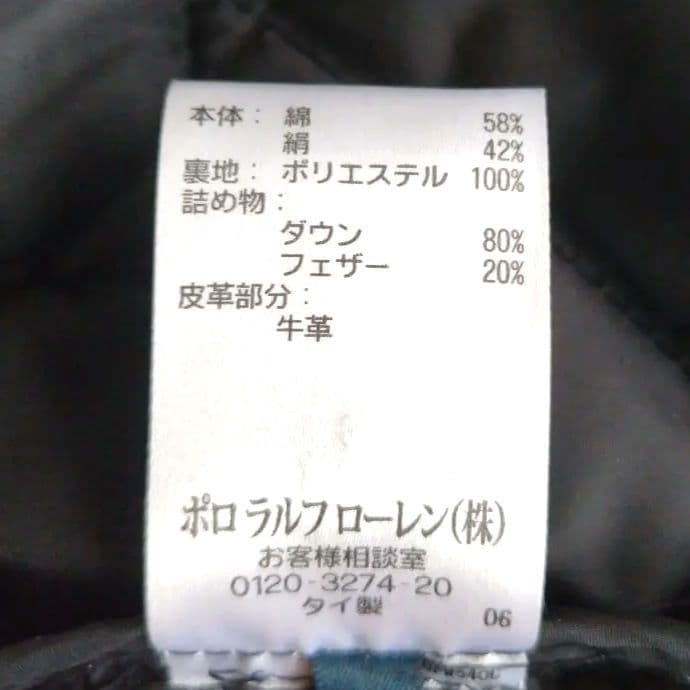 本体： 綿 58%
絹 42%
裏地： ポリエステル 100%
詰め物：
ダウン 80%
フェザー 20%
皮革部分：
牛革
ポロ ラルフ ローレン(株)
お客様相談室
0120-3274-20
タイ製 06